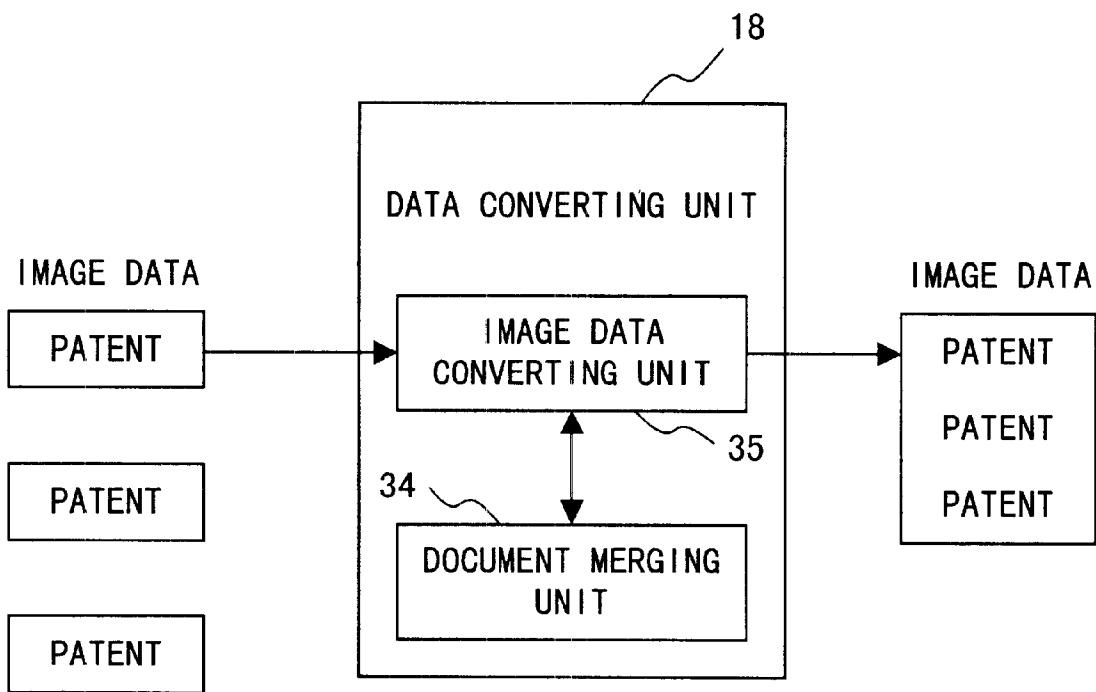 18
DATA CONVERTING UNIT
IMAGE DATA
PATENT
PATENT
PATENT
IMAGE DATA
CONVERTING UNIT
35
34
DOCUMENT MERGING
UNIT
IMAGE DATA
PATENT
PATENT
PATENT